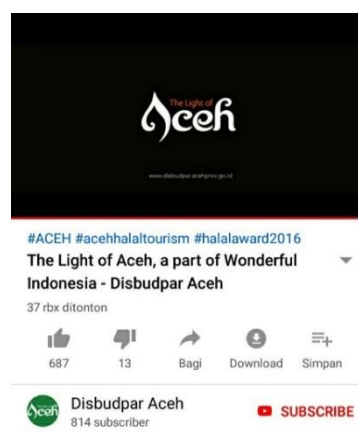 The Light of
Aceh
www.disbudpar.acehprov.go.id
#ACEH #acehhalaltourism #halalaward2016
The Light of Aceh, a part of Wonderful
Indonesia - Disbudpar Aceh
37 rbx ditonton
687 13 Bagi Download Simpan
Aceh Disbudpar Aceh
814 subscriber
SUBSCRIBE